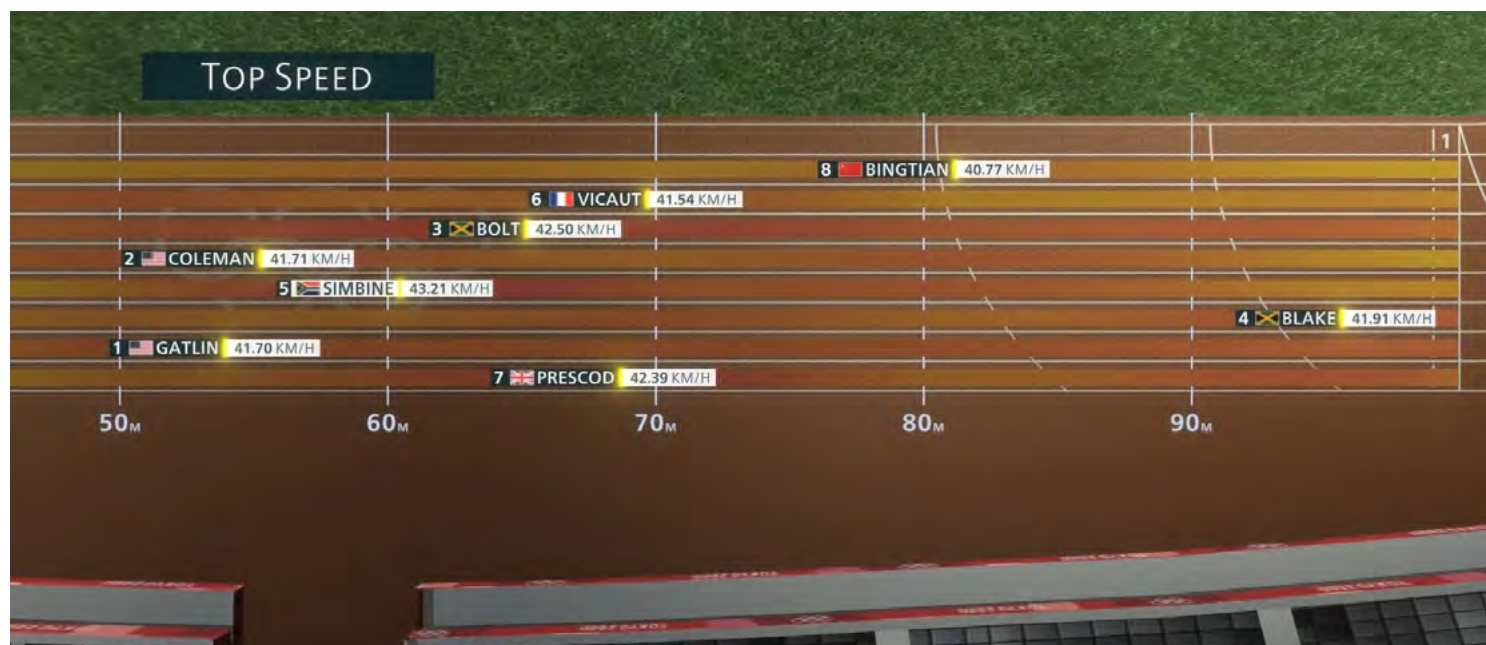 TOP SPEED
1
8 BINGTIAN 40.77 KM/H
6 VICAUT 41.54 KM/H
3 BOLT 42.50 KM/H
2 COLEMAN 41.71 KM/H
5 SIMBINE 43.21 KM/H
4 BLAKE 41.91 KM/H
1 GATLIN 41.70 KM/H
7 PRESCOD 42.39 KM/H
50M 60M 70M 80M 90M